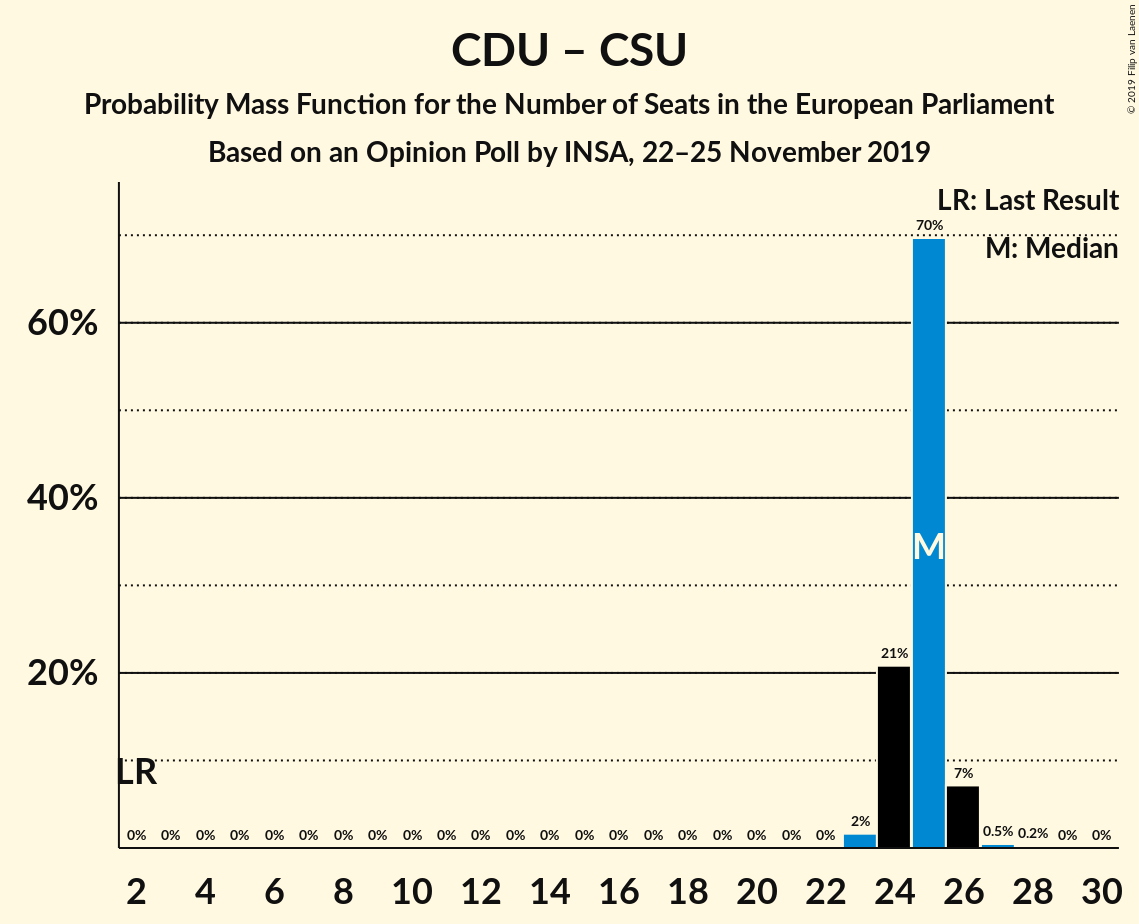 CDU – CSU
Probability Mass Function for the Number of Seats in the European Parliament
Based on an Opinion Poll by INSA, 22–25 November 2019
© 2019 Filip van Laenen
LR: Last Result
M: Median
70%
60%
40%
M
21%
20%
LR
0% 0% 0% 0% 0% 0% 0% 0% 0% 0% 0% 0% 0% 0% 0% 0% 0% 0% 0% 0% 0% 2% 7% 0.5% 0.2% 0% 0%
2 4 6 8 10 12 14 16 18 20 22 24 26 28 30